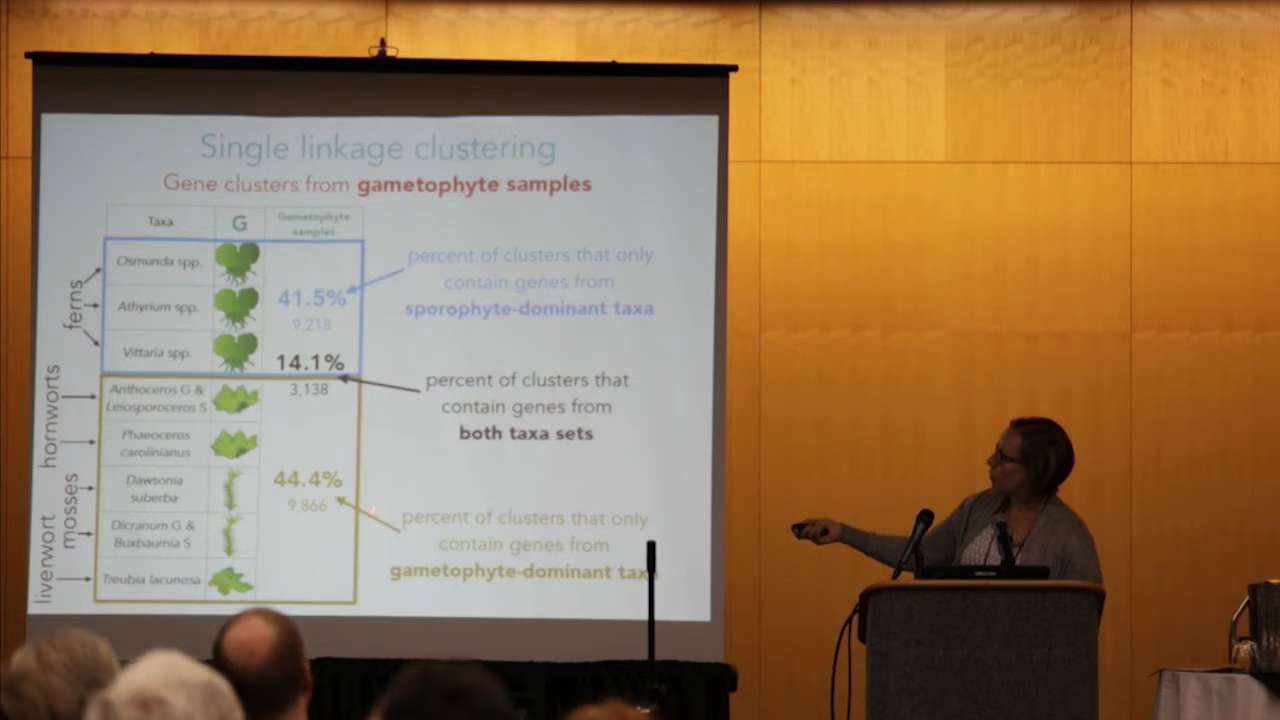 Single linkage clustering
Gene clusters from gametophyte samples
Taxa
G
Gametophyte
samples
ferns
Osmunda spp.
Athyrium spp.
Vittaria spp.
41.5%
9,218
14.1%
3,138
percent of clusters that only
contain genes from
sporophyte-dominant taxa
percent of clusters that
contain genes from
both taxa sets
hornworts
Anthoceros G &
Leiosporoceros S
Phaeoceros
carolinianus
mosses
Dawsonia
suberba
Dicranum G &
Buxbaumia S
liverwort
Treubia lacunosa
44.4%
9,866
percent of clusters that only
contain genes from
gametophyte-dominant taxa